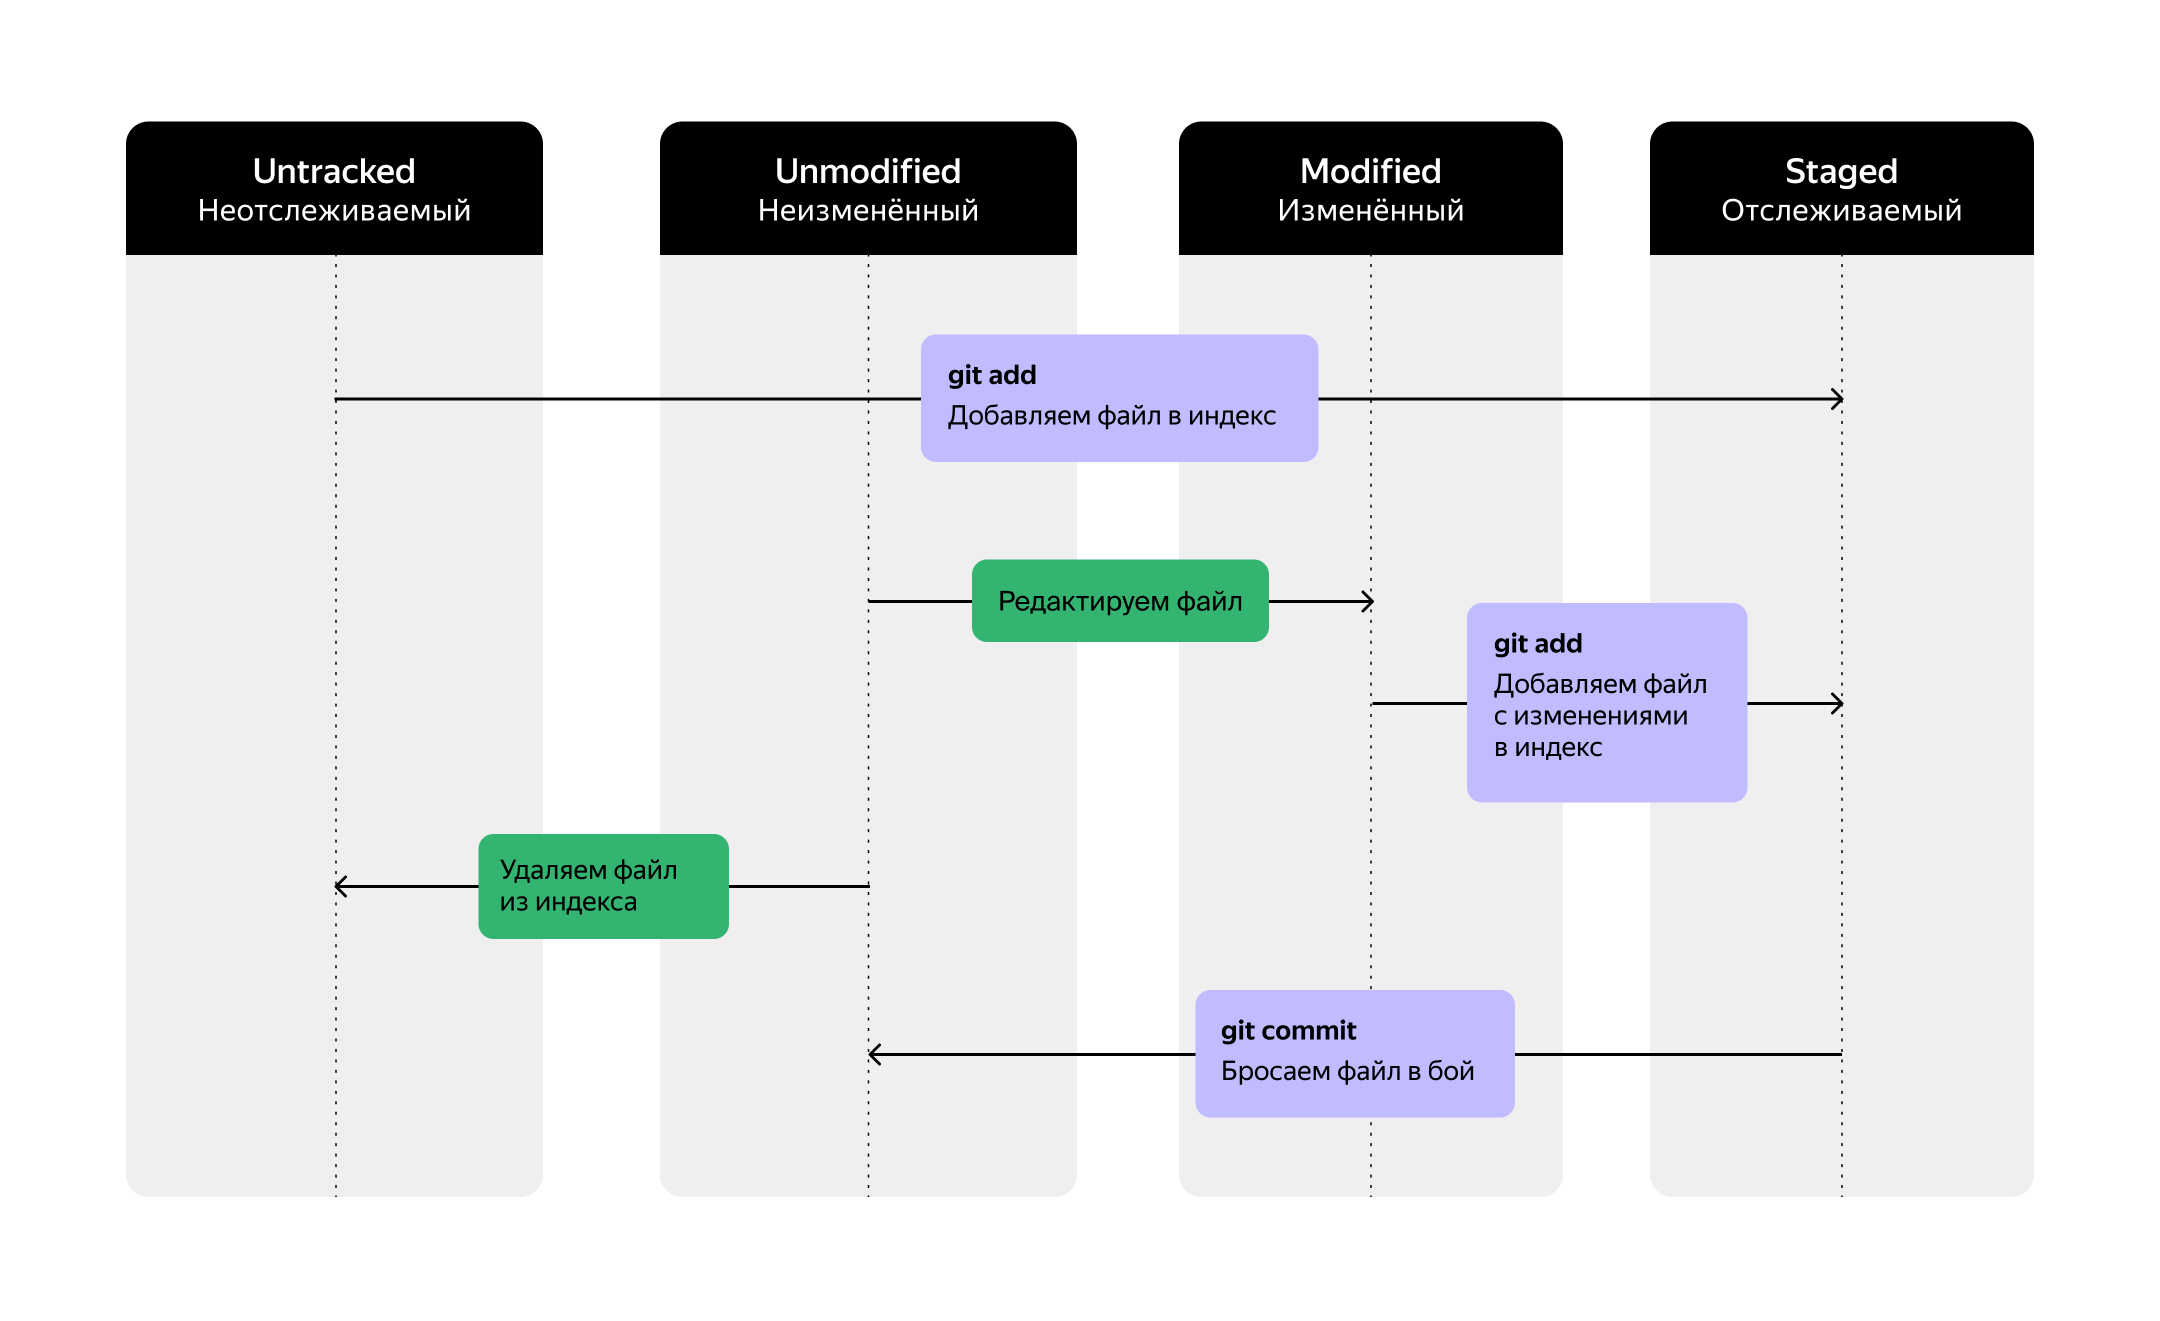 Untracked
Неотслеживаемый
Unmodified
Неизменённый
Modified
Изменённый
Staged
Отслеживаемый
git add
Добавляем файл в индекс
Редактируем файл
git add
Добавляем файл
с изменениями
в индекс
Удаляем файл
из индекса
git commit
Бросаем файл в бой